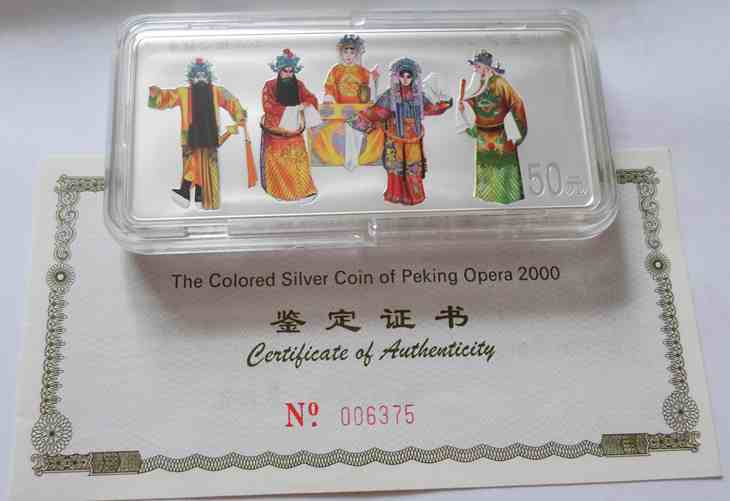 50元
The Colored Silver Coin of Peking Opera 2000
鉴定证书
Certificate of Authenticity
Nº. 006375